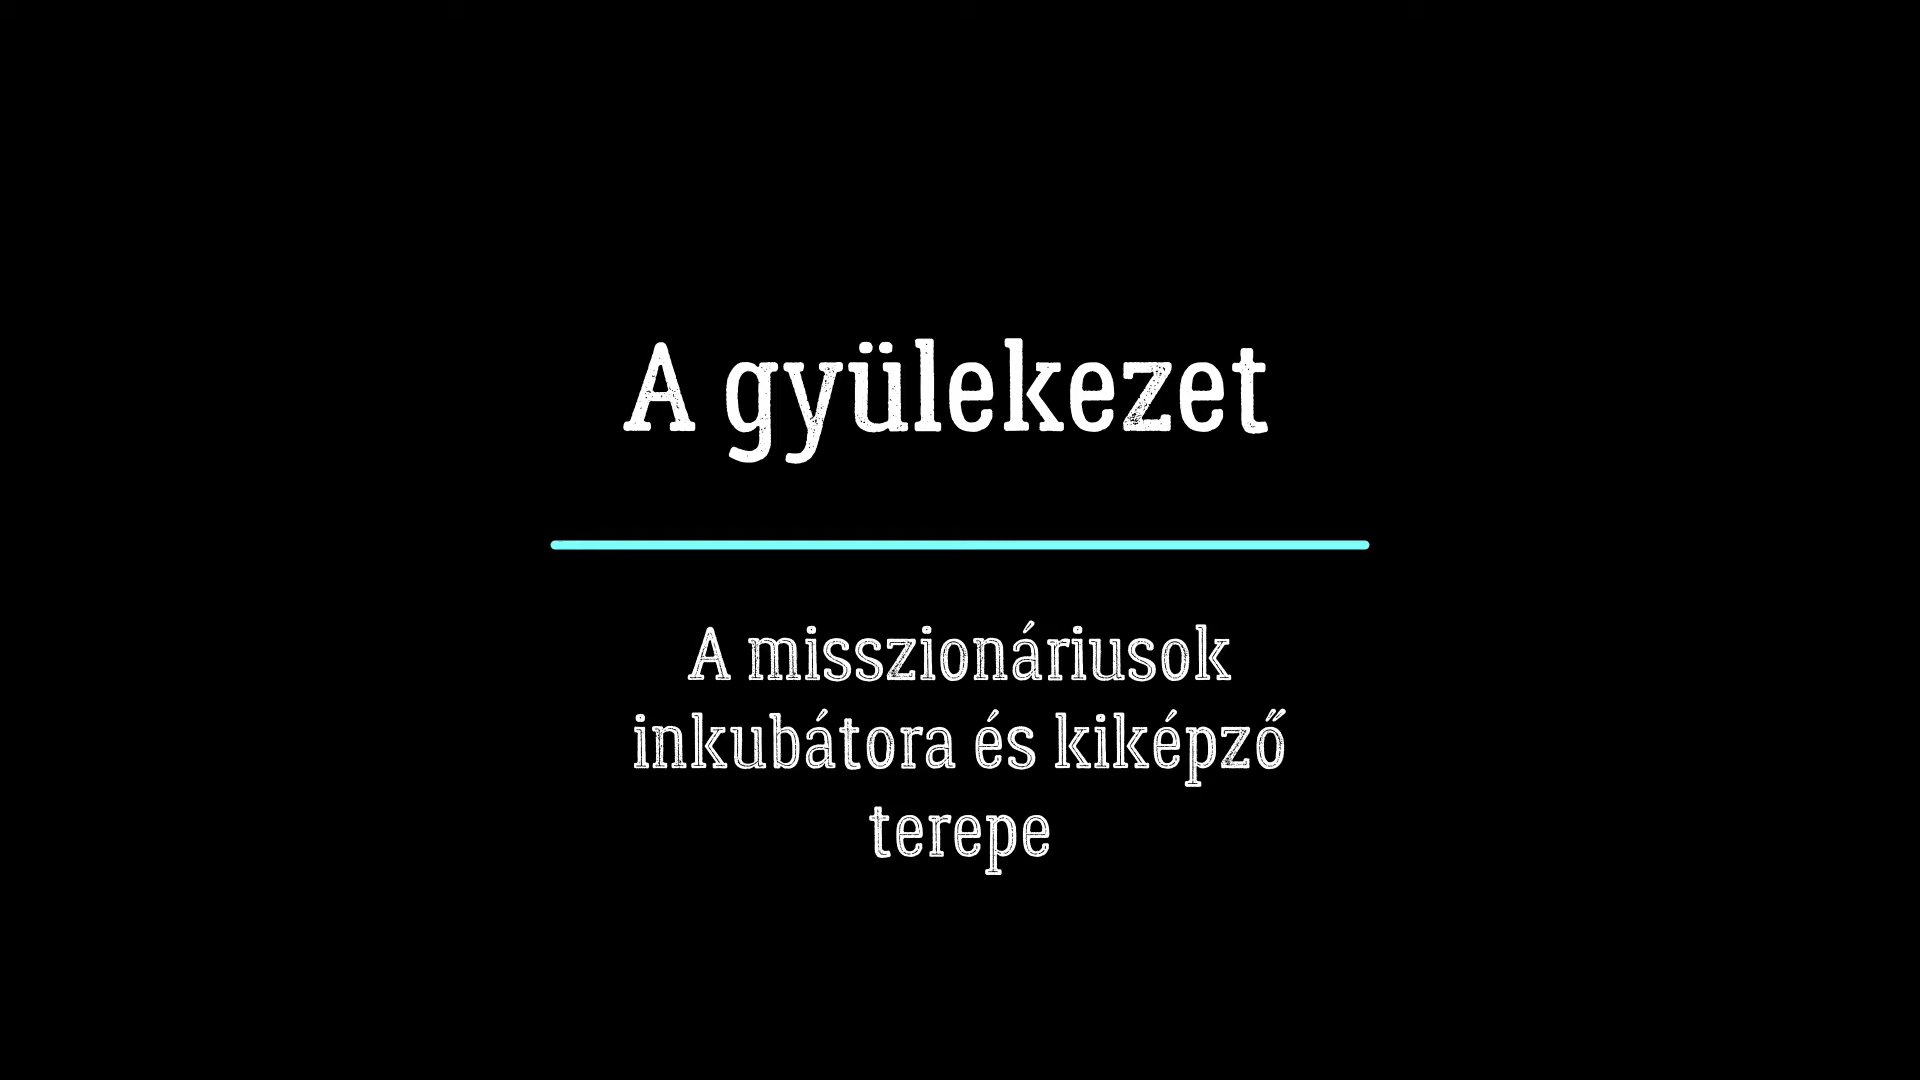 A gyülekezet
A misszionáriusok
inkubátora és kiképző
terepe